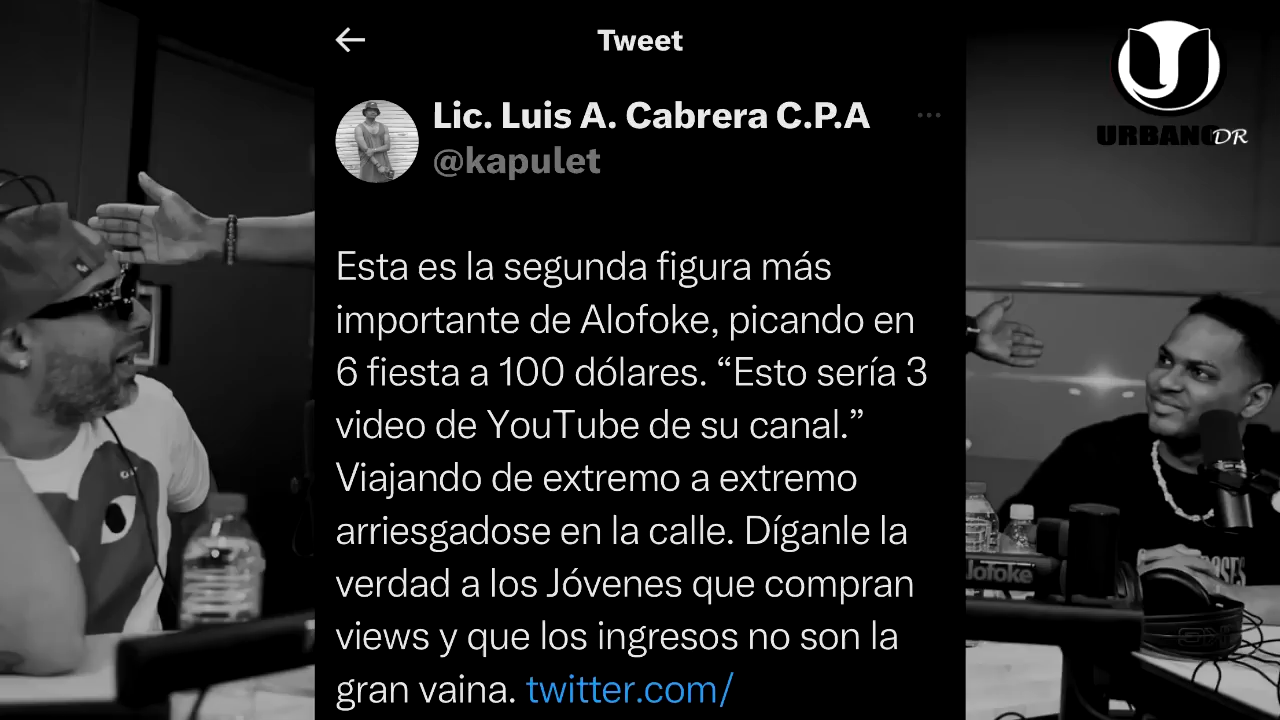 Tweet
Lic. Luis A. Cabrera C.P.A
@kapulet
Esta es la segunda figura más
importante de Alofoke, picando en
6 fiesta a 100 dólares. “Esto sería 3
video de YouTube de su canal.”
Viajando de extremo a extremo
arriesgadose en la calle. Díganle la
verdad a los Jóvenes que compran
views y que los ingresos no son la
gran vaina. twitter.com/
URBANO DR
alofoke